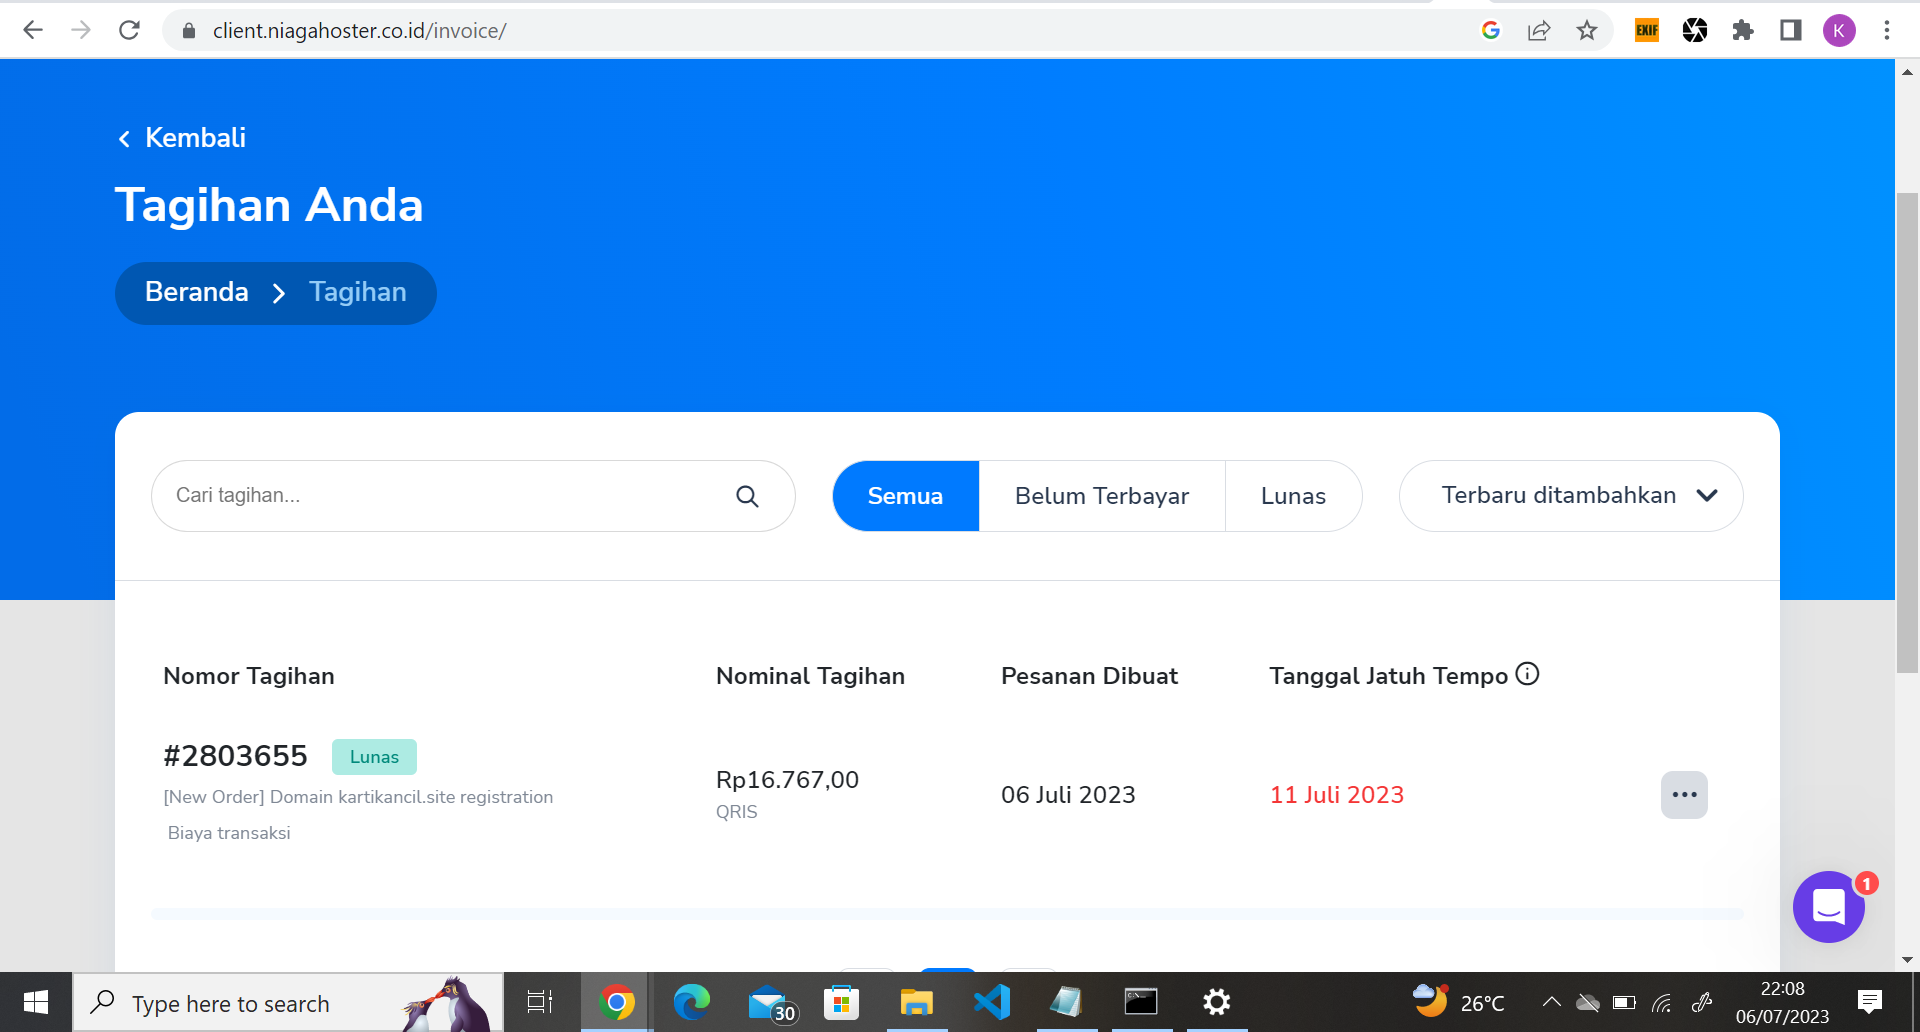 client.niagahoster.co.id/invoice/
EXIF
K
Kembali
Tagihan Anda
Beranda
Tagihan
Cari tagihan...
Semua
Belum Terbayar
Lunas
Terbaru ditambahkan
Nomor Tagihan
Nominal Tagihan
Pesanan Dibuat
Tanggal Jatuh Tempo
#2803655
Lunas
[New Order] Domain kartikancil.site registration
Biaya transaksi
Rp16.767,00
QRIS
06 Juli 2023
11 Juli 2023
1
Type here to search
30
26°C
22:08
06/07/2023